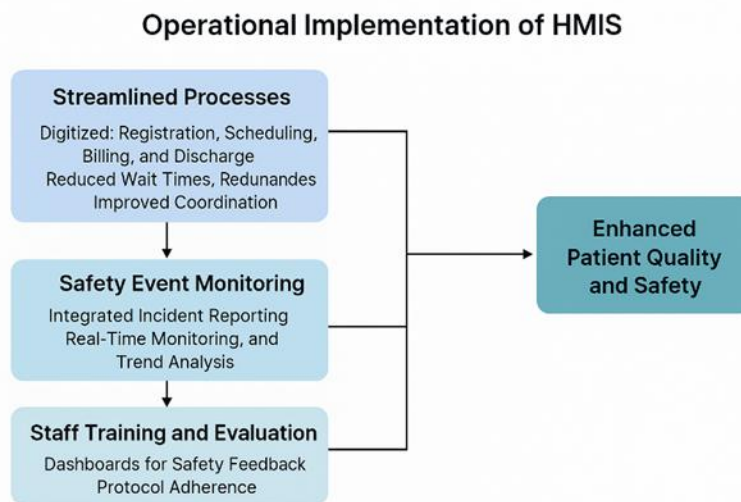 Operational Implementation of HMIS
Streamlined Processes
Digitized: Registration, Scheduling,
Billing, and Discharge
Reduced Wait Times, Redunandes
Improved Coordination
Safety Event Monitoring
Integrated Incident Reporting
Real-Time Monitoring, and
Trend Analysis
Staff Training and Evaluation
Dashboards for Safety Feedback
Protocol Adherence
Enhanced
Patient Quality
and Safety